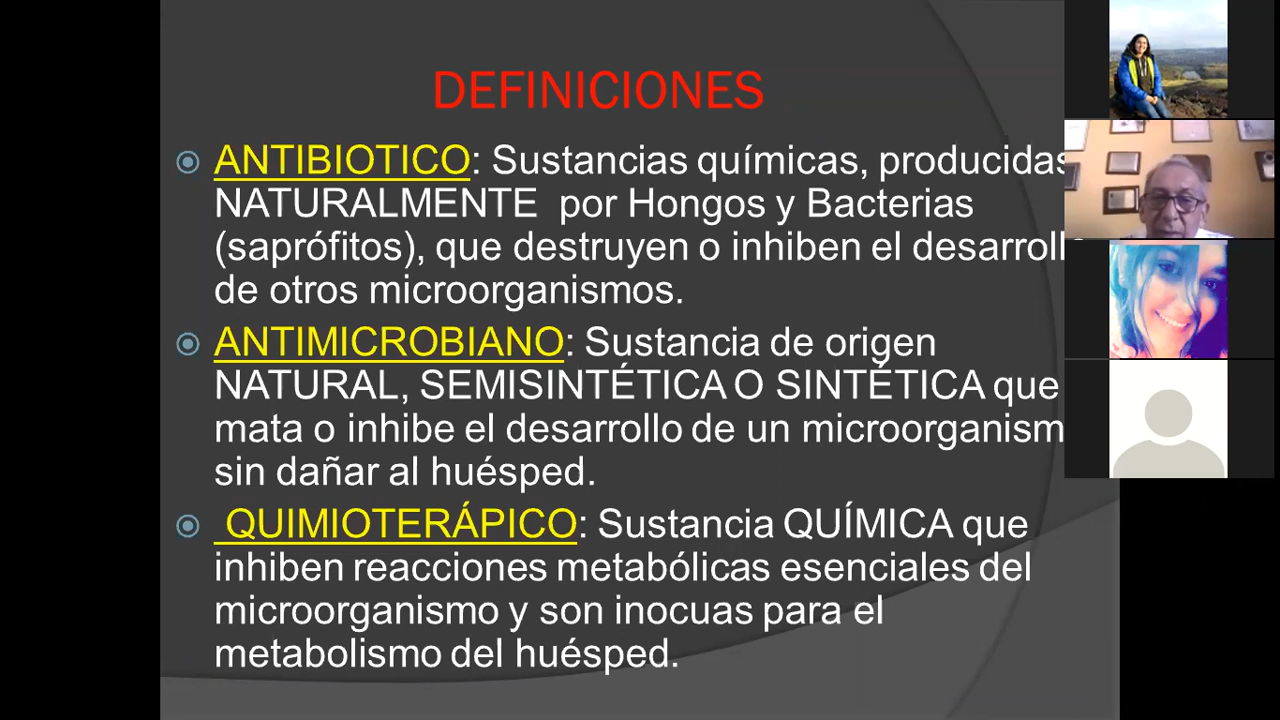 DEFINICIONES
ANTIBIOTICO: Sustancias químicas, producidas
NATURALMENTE por Hongos y Bacterias
(saprófitos), que destruyen o inhiben el desarrollo
de otros microorganismos.
ANTIMICROBIANO: Sustancia de origen
NATURAL, SEMISINTÉTICA O SINTÉTICA que
mata o inhibe el desarrollo de un microorganism
sin dañar al huésped.
QUIMIOTERÁPICO: Sustancia QUÍMICA que
inhiben reacciones metabólicas esenciales del
microorganismo y son inocuas para el
metabolismo del huésped.